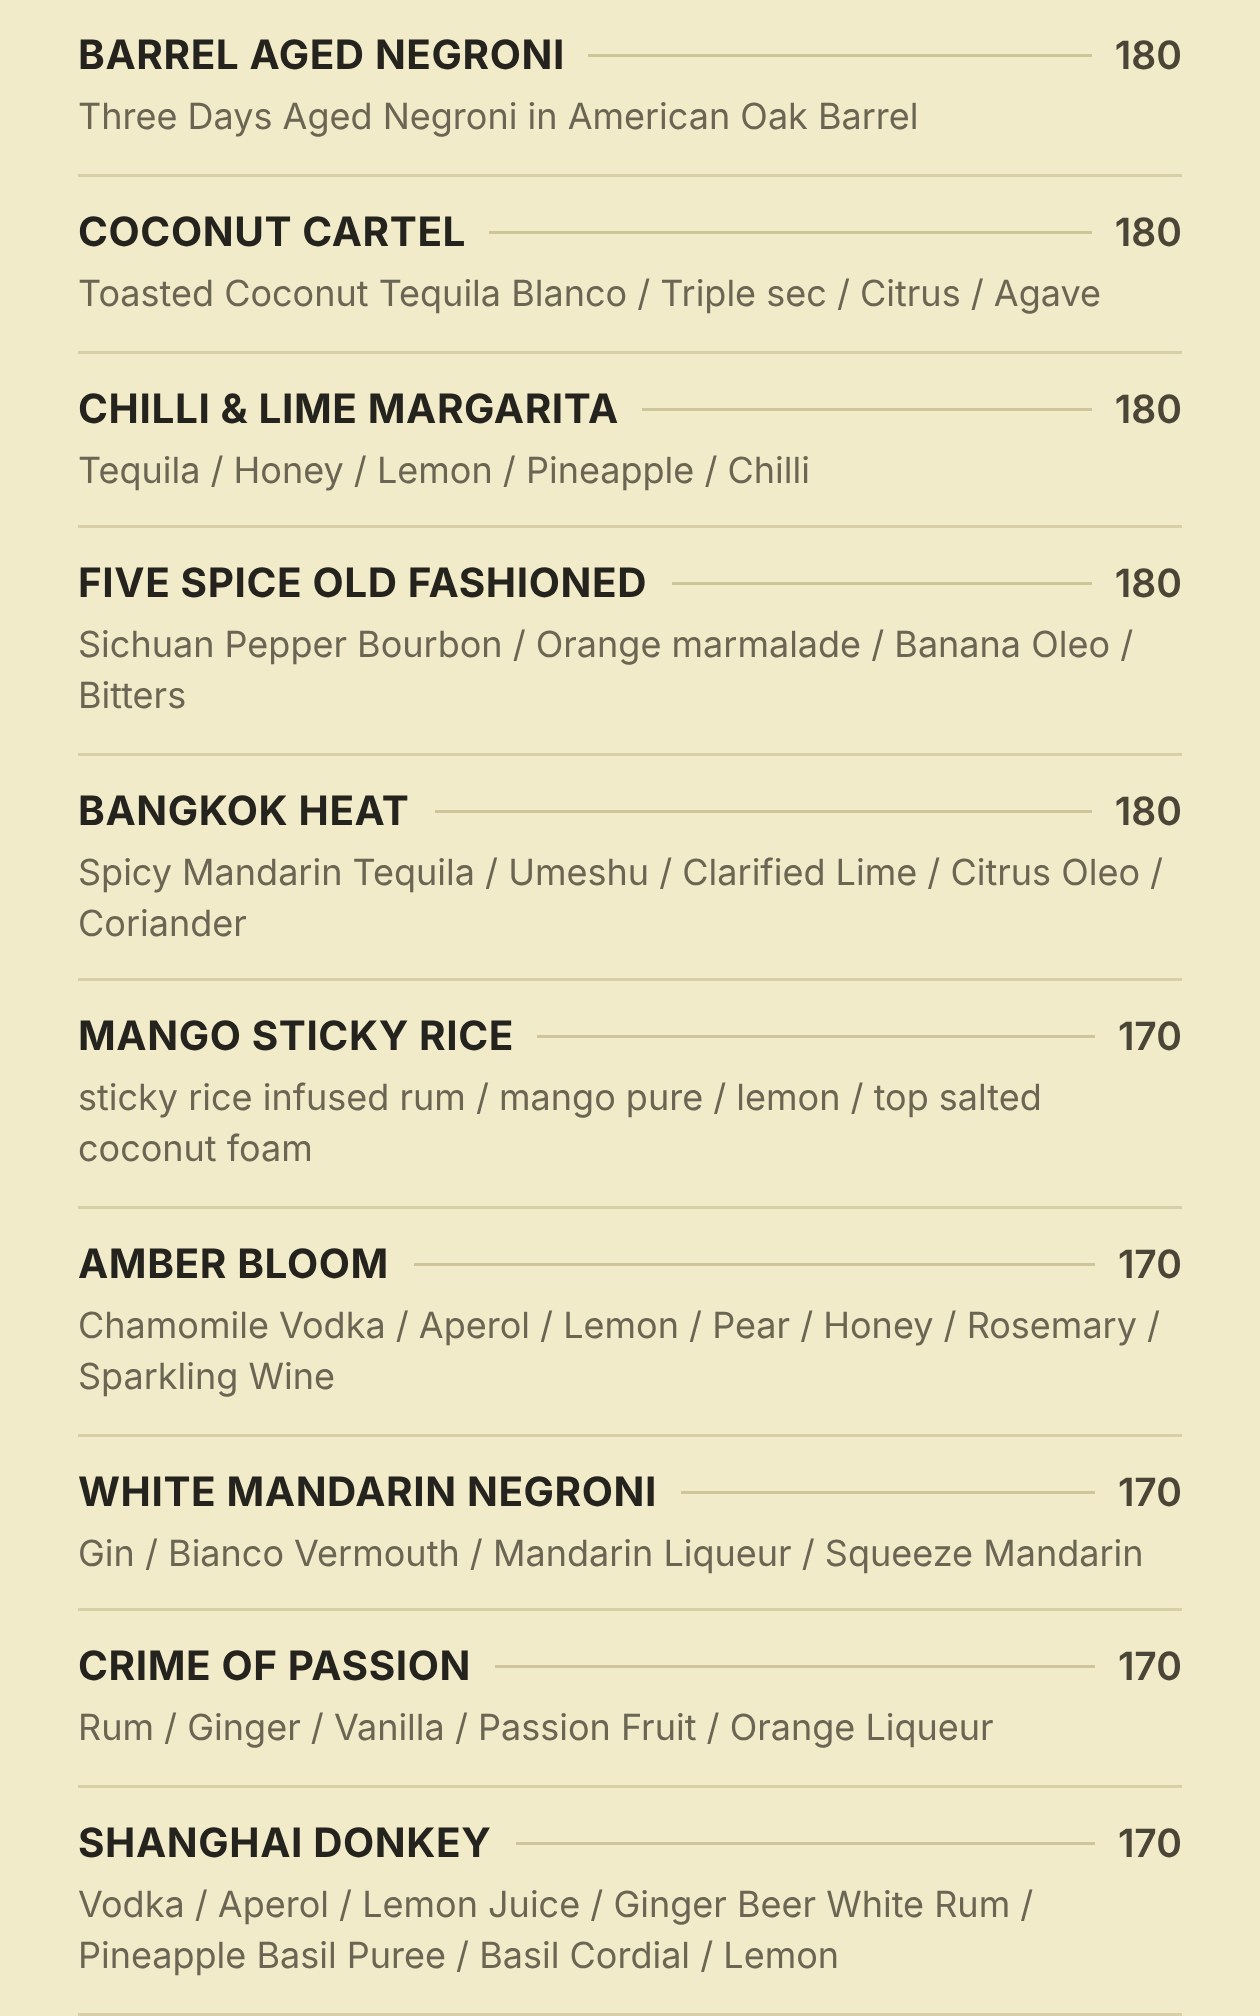 BARREL AGED NEGRONI 180
Three Days Aged Negroni in American Oak Barrel
COCONUT CARTEL 180
Toasted Coconut Tequila Blanco / Triple sec / Citrus / Agave
CHILLI & LIME MARGARITA 180
Tequila / Honey / Lemon / Pineapple / Chilli
FIVE SPICE OLD FASHIONED 180
Sichuan Pepper Bourbon / Orange marmalade / Banana Oleo /
Bitters
BANGKOK HEAT 180
Spicy Mandarin Tequila / Umeshu / Clarified Lime / Citrus Oleo /
Coriander
MANGO STICKY RICE 170
sticky rice infused rum / mango pure / lemon / top salted
coconut foam
AMBER BLOOM 170
Chamomile Vodka / Aperol / Lemon / Pear / Honey / Rosemary /
Sparkling Wine
WHITE MANDARIN NEGRONI 170
Gin / Bianco Vermouth / Mandarin Liqueur / Squeeze Mandarin
CRIME OF PASSION 170
Rum / Ginger / Vanilla / Passion Fruit / Orange Liqueur
SHANGHAI DONKEY 170
Vodka / Aperol / Lemon Juice / Ginger Beer White Rum /
Pineapple Basil Puree / Basil Cordial / Lemon